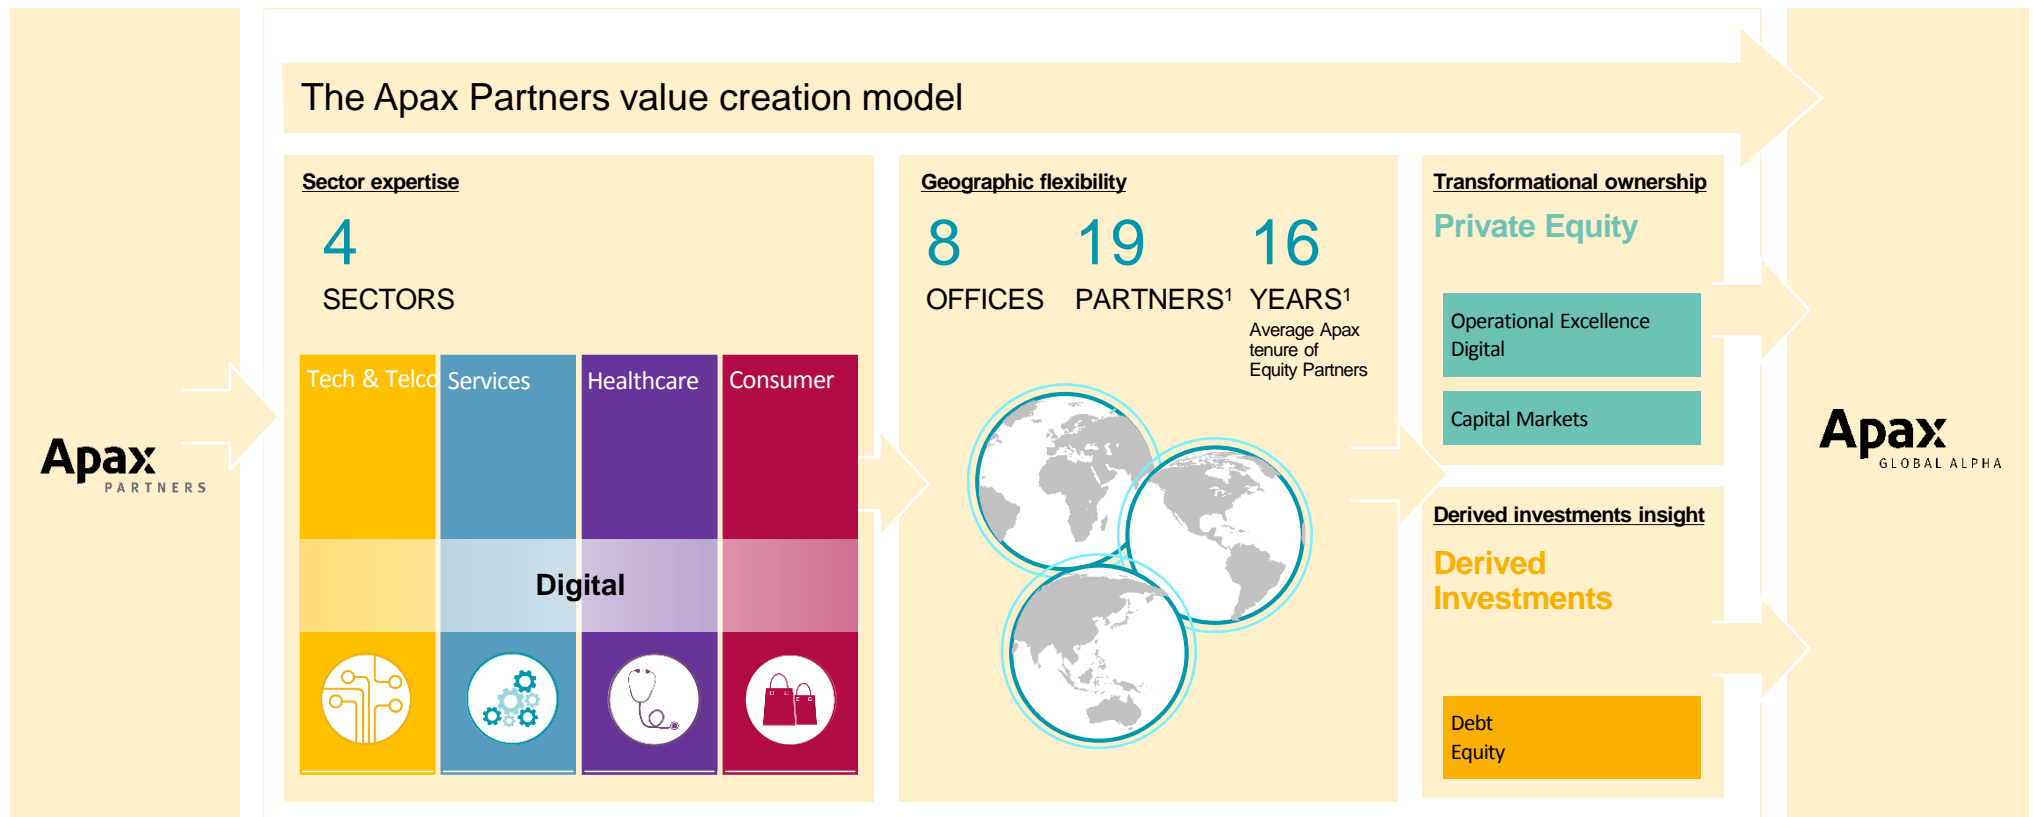 Apax
PARTNERS
The Apax Partners value creation model
Sector expertise
4
SECTORS
Tech & Telco
Services
Healthcare
Consumer
Digital
Geographic flexibility
8
OFFICES
19
PARTNERS¹
16
YEARS¹
Average Apax
tenure of
Equity Partners
Transformational ownership
Private Equity
Operational Excellence
Digital
Capital Markets
Derived investments insight
Derived
Investments
Debt
Equity
Apax
GLOBAL ALPHA